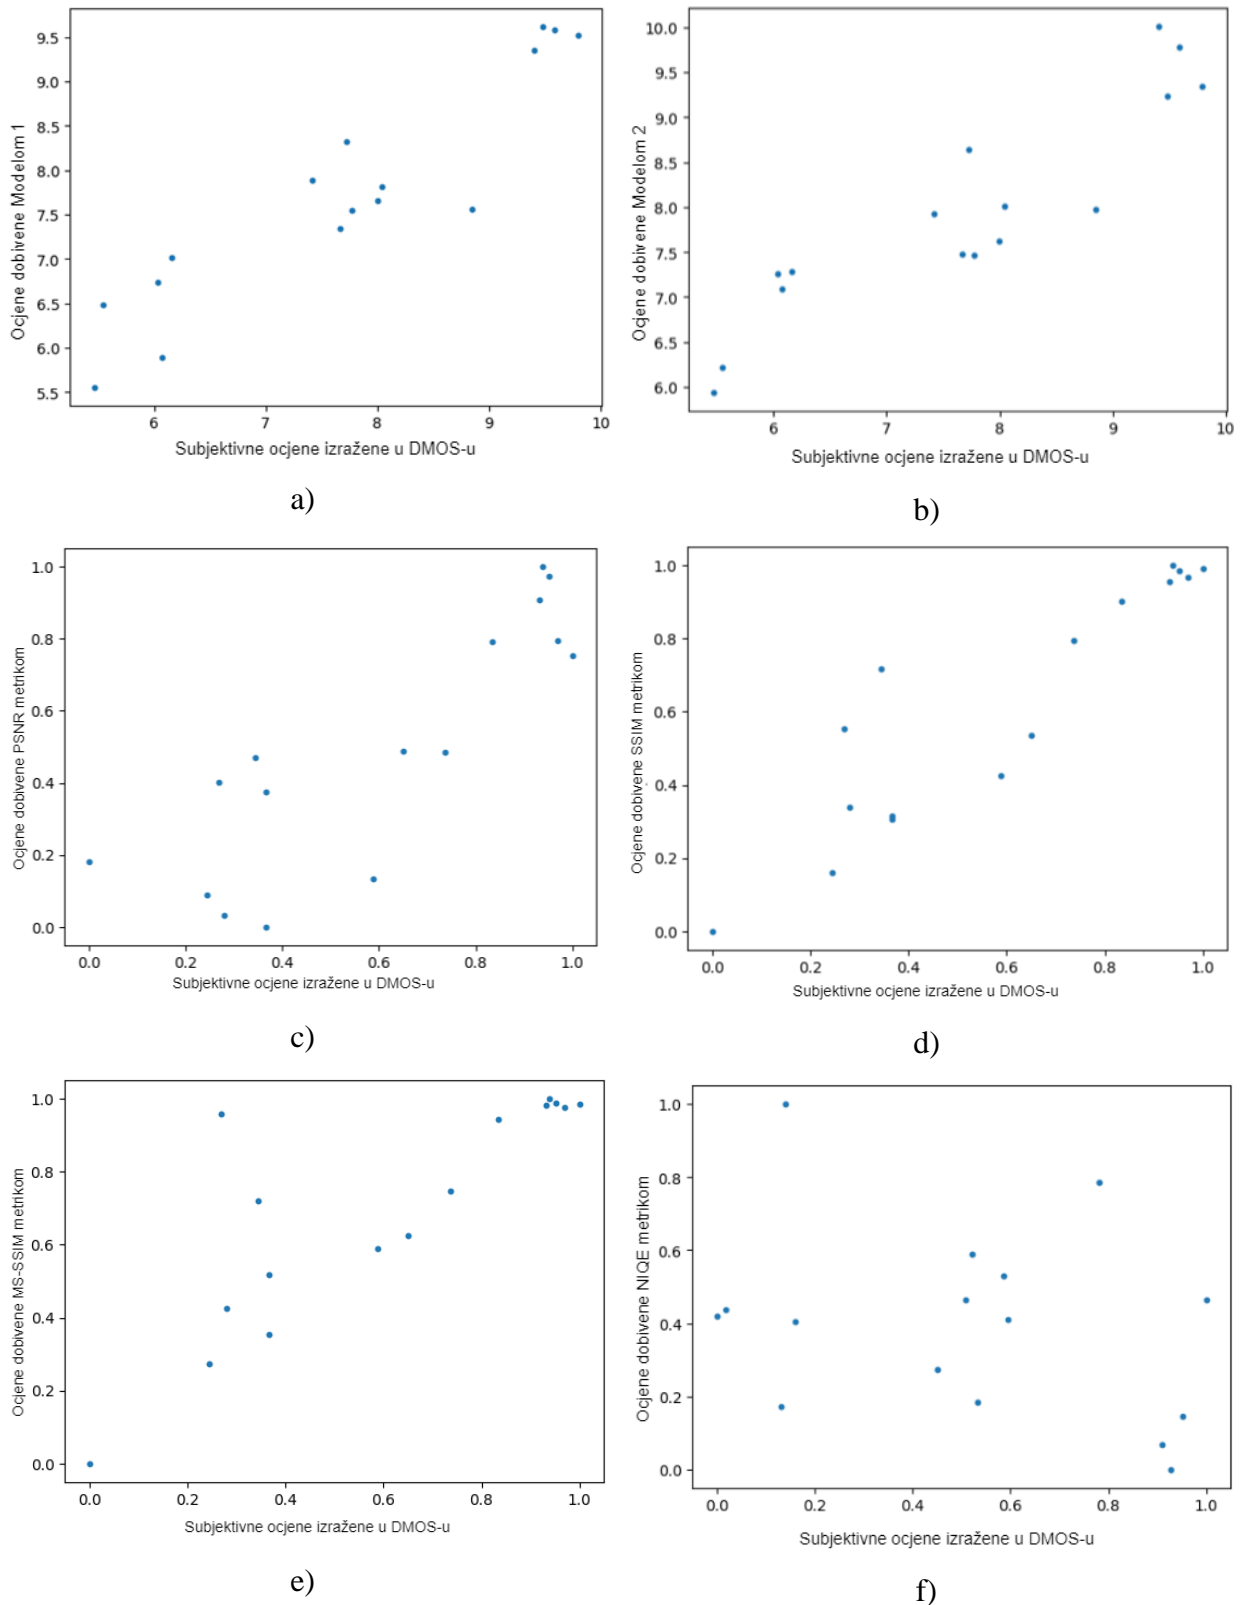 9.5
9.0
8.5
8.0
7.5
7.0
6.5
6.0
5.5
Ocjene dobivene Modelom 1
6 7 8 9 10
Subjektivne ocjene izražene u DMOS-u
a)
10.0
9.5
9.0
8.5
8.0
7.5
7.0
6.5
6.0
Ocjene dobivene Modelom 2
6 7 8 9 10
Subjektivne ocjene izražene u DMOS-u
b)
1.0
0.8
0.6
0.4
0.2
0.0
Ocjene dobivene PSNR metrikom
0.0 0.2 0.4 0.6 0.8 1.0
Subjektivne ocjene izražene u DMOS-u
c)
1.0
0.8
0.6
0.4
0.2
0.0
Ocjene dobivene SSIM metrikom
0.0 0.2 0.4 0.6 0.8 1.0
Subjektivne ocjene izražene u DMOS-u
d)
1.0
0.8
0.6
0.4
0.2
0.0
Ocjene dobivene MS-SSIM metrikom
0.0 0.2 0.4 0.6 0.8 1.0
Subjektivne ocjene izražene u DMOS-u
e)
1.0
0.8
0.6
0.4
0.2
0.0
Ocjene dobivene NIQE metrikom
0.0 0.2 0.4 0.6 0.8 1.0
Subjektivne ocjene izražene u DMOS-u
f)